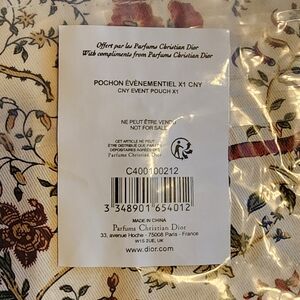 Offert par les Parfums Christian Dior
With compliments from Parfums Christian Dior
POCHON ÉVÈNEMENTIEL X1 CNY
CNY EVENT POUCH X1
NE PEUT ÊTRE VENDU
NOT FOR SALE
CET ARTICLE NE PEUT
ÊTRE DISTRIBUÉ QUE PAR LES
DÉPOSITAIRES AGRÉÉS DES
Parfums Christian Dior
C400100212
3 348901 654012
MADE IN CHINA
Parfums Christian Dior
33, avenue Hoche - 75008 Paris - France
W1S 2UE, UK
www.dior.com